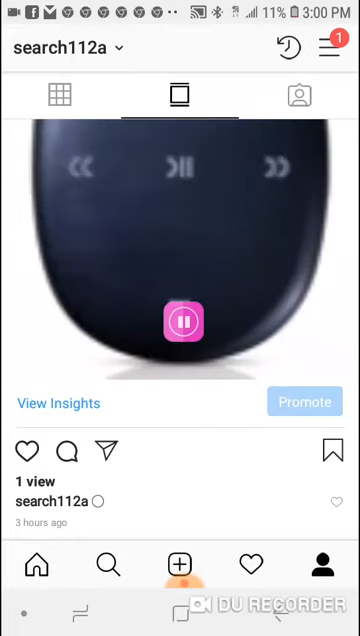 11% 3:00 PM
search112a
1
View Insights
Promote
1 view
search112a
3 hours ago
DU RECORDER